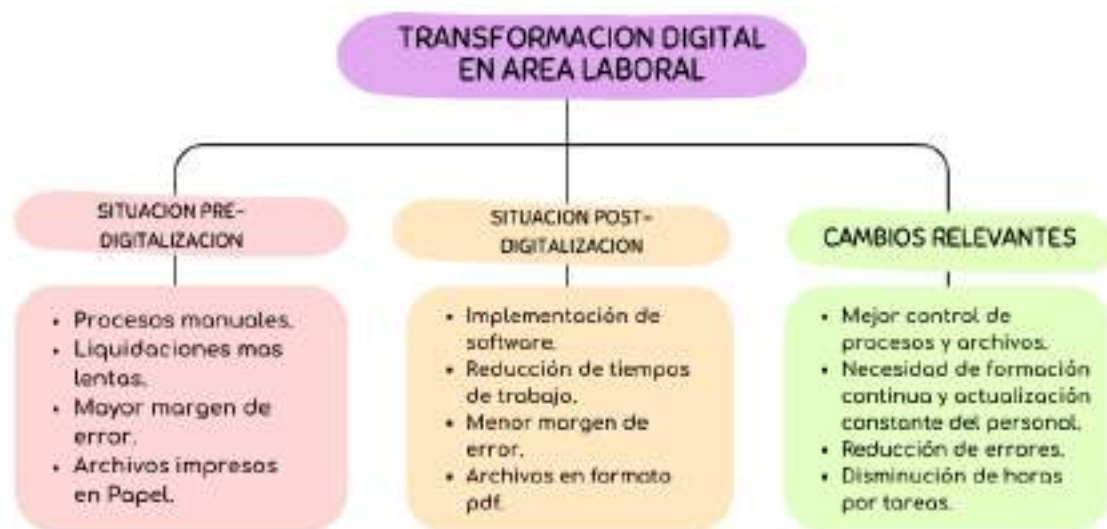 TRANSFORMACION DIGITAL
EN AREA LABORAL
SITUACION PRE-
DIGITALIZACION
• Procesos manuales.
• Liquidaciones mas
lentas.
• Mayor margen de
error.
• Archivos impresos
en Papel.
SITUACION POST-
DIGITALIZACION
• Implementación de
software.
• Reducción de tiempos
de trabajo.
• Menor margen de
error.
• Archivos en formato
pdf.
CAMBIOS RELEVANTES
• Mejor control de
procesos y archivos.
• Necesidad de formación
continua y actualización
constante del personal.
• Reducción de errores.
• Disminución de horas
por tareas.